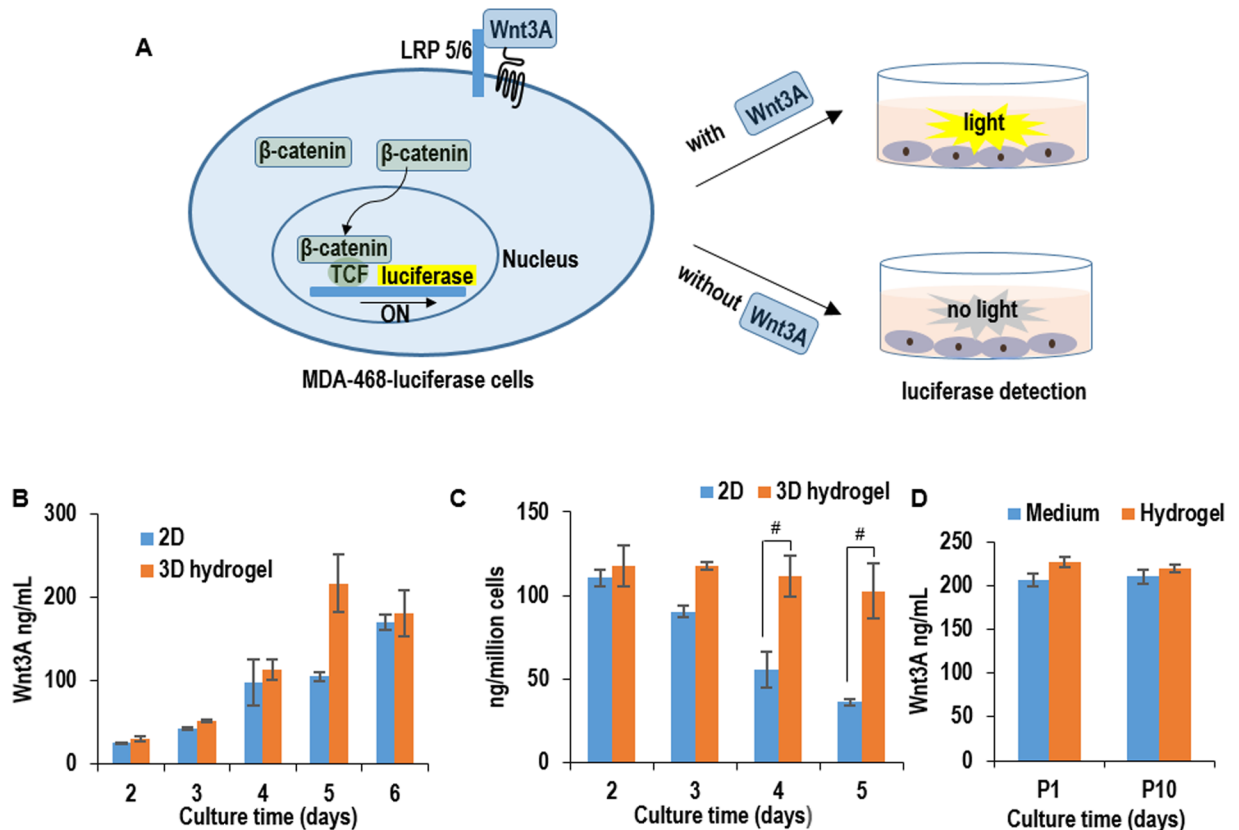 A
LRP 5/6
Wnt3A
β-catenin
β-catenin
β-catenin
TCF
luciferase
ON
Nucleus
MDA-468-luciferase cells
with
Wnt3A
without
Wnt3A
light
no light
luciferase detection
B
Wnt3A ng/mL
300
200
100
0
2D
3D hydrogel
2 3 4 5 6
Culture time (days)
C
2D 3D hydrogel
ng/million cells
150
100
50
0
# #
2 3 4 5
Culture time (days)
D
Medium Hydrogel
Wnt3A ng/mL
250
200
150
200
50
0
P1 P10
Culture time (days)